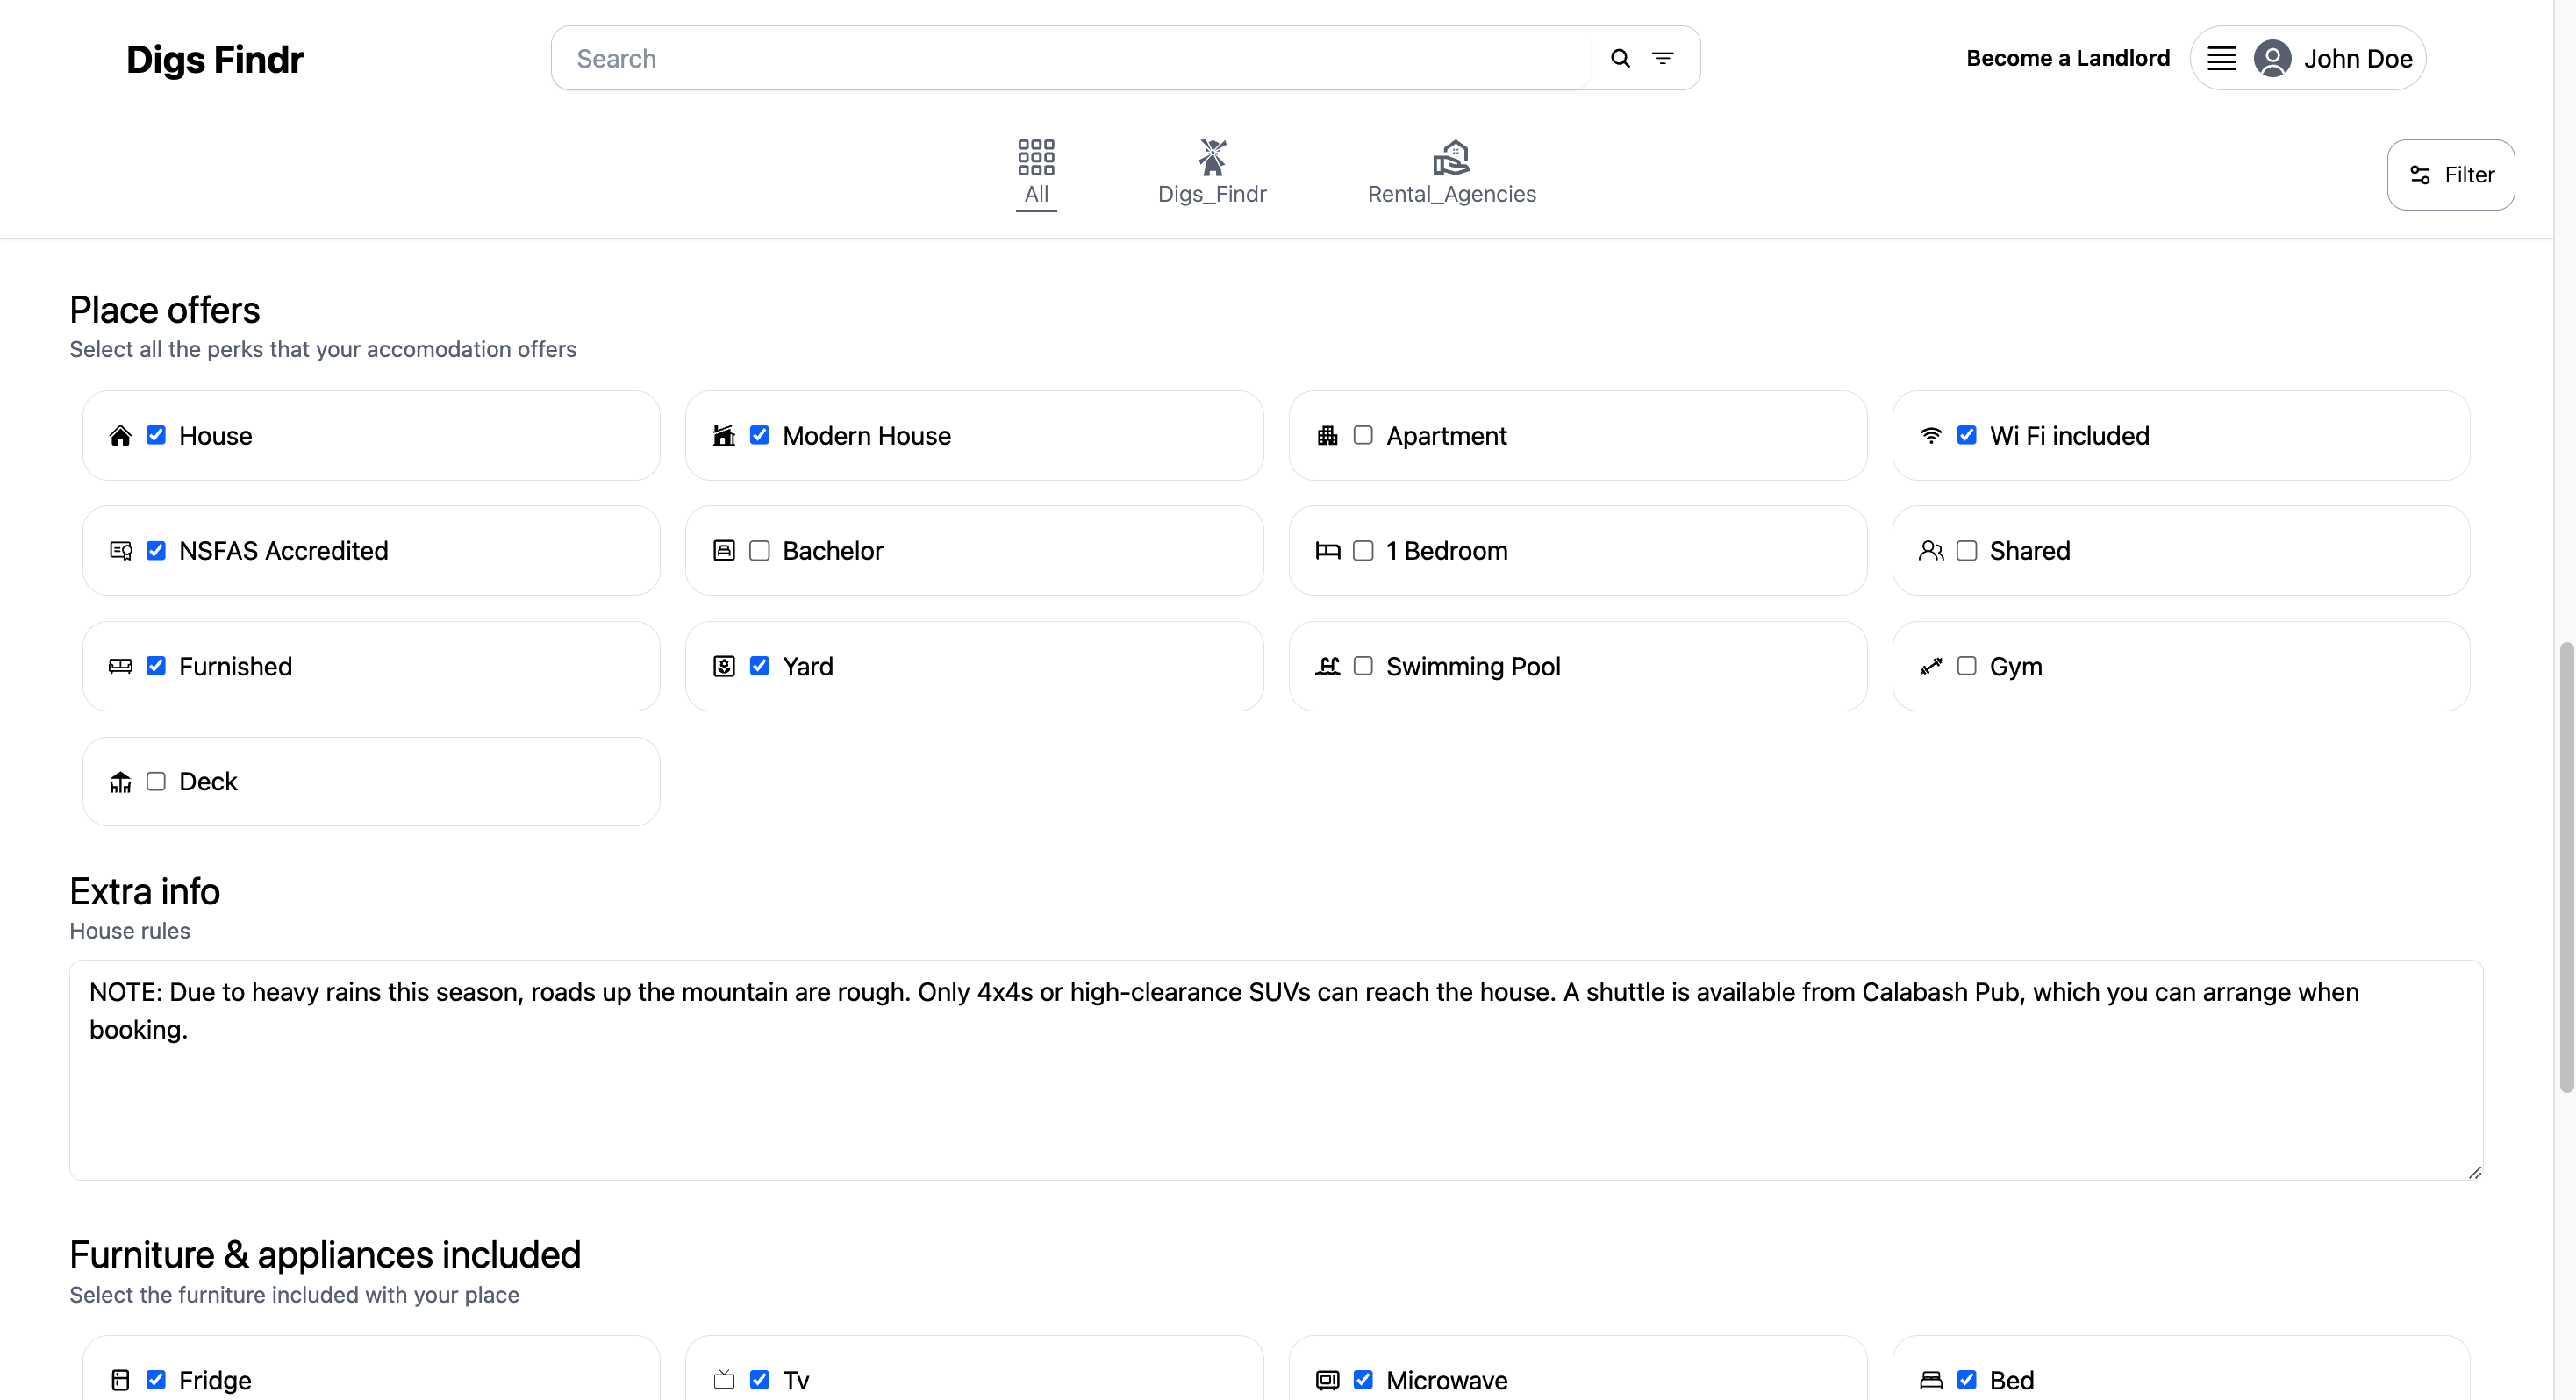 Digs Findr
Search
Become a Landlord
John Doe
All
Digs_Findr
Rental_Agencies
Filter
Place offers
Select all the perks that your accomodation offers
House
Modern House
Apartment
Wi Fi included
NSFAS Accredited
Bachelor
1 Bedroom
Shared
Furnished
Yard
Swimming Pool
Gym
Deck
Extra info
House rules
NOTE: Due to heavy rains this season, roads up the mountain are rough. Only 4x4s or high-clearance SUVs can reach the house. A shuttle is available from Calabash Pub, which you can arrange when
booking.
Furniture & appliances included
Select the furniture included with your place
Fridge
Tv
Microwave
Bed